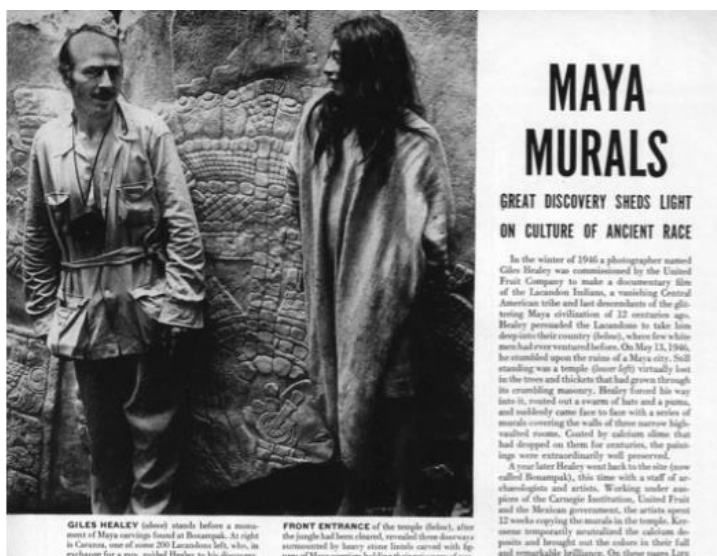 MAYA
MURALS
GREAT DISCOVERY SHEDS LIGHT
ON CULTURE OF ANCIENT RACE
In the winter of 1946 a photographer named
Giles Healey was commissioned by the United
Fruit Company to make a documentary film
of the Lacandon Indians, a vanishing Central
American tribe and last descendants of the glit-
tering Maya civilization of 12 centuries ago.
Healey persuaded the Lacandons to take him
deep into their country (below), where few white
men had ever ventured before. On May 13, 1946,
he stumbled upon the ruins of a Maya city. Still
standing was a temple (lower left) virtually lost
in the trees and thickets that had grown through
its crumbling masonry. Healey forced his way
into it, routed out a swarm of bats and a puma,
and suddenly came face to face with a series of
murals covering the walls of three narrow high-
vaulted rooms. Coated by calcium slime that
had dropped on them for centuries, the paint-
ings were extraordinarily well preserved.
A year later Healey went back to the site (now
called Bonampak), this time with a staff of ar-
chaeologists and artists. Working under aus-
pices of the Carnegie Institution, United Fruit
and the Mexican government, the artists spent
12 weeks copying the murals in the temple. Ker-
osene temporarily neutralized the calcium de-
posits and brought out the colors in their full
and remarkable brilliance. On these pages LIFE
GILES HEALEY (above) stands before a monu-
ment of Maya carvings found at Bonampak. At right
is Caranza, one of some 200 Lacandons left, who, in
exchange for a gun, guided Healey to his discovery.
FRONT ENTRANCE of the temple (below), after
the jungle had been cleared, revealed three doorways
surmounted by heavy stone lintels carved with fig-